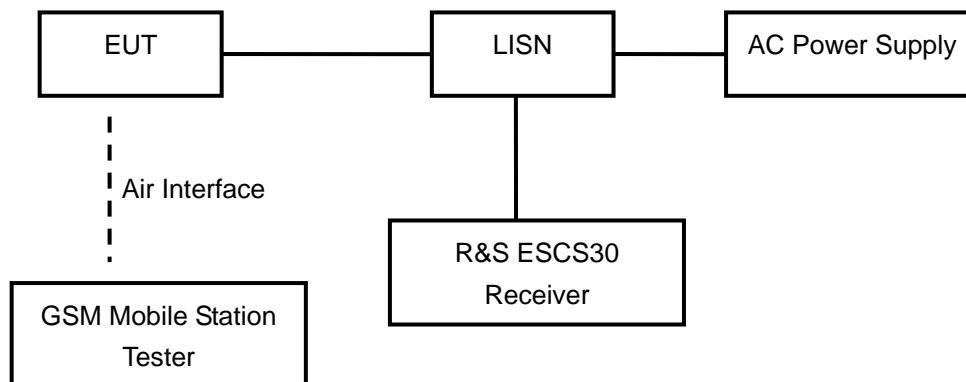 EUT
LISN
AC Power Supply
Air Interface
R&S ESCS30
Receiver
GSM Mobile Station
Tester